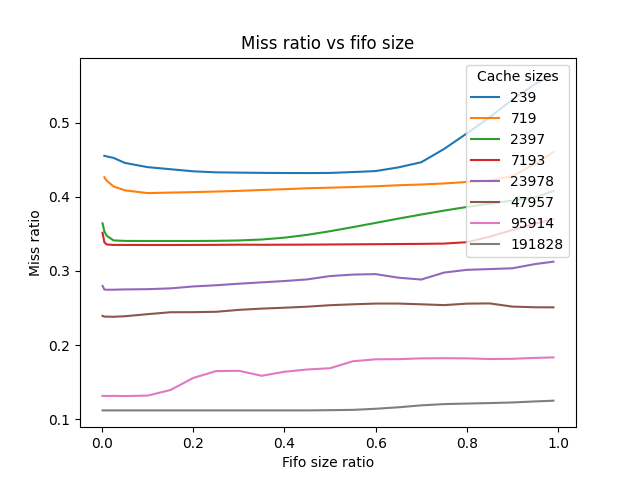 Miss ratio vs fifo size
Cache sizes
239
719
2397
7193
23978
47957
95914
191828
0.5
0.4
0.3
0.2
0.1
Miss ratio
0.0 0.2 0.4 0.6 0.8 1.0
Fifo size ratio